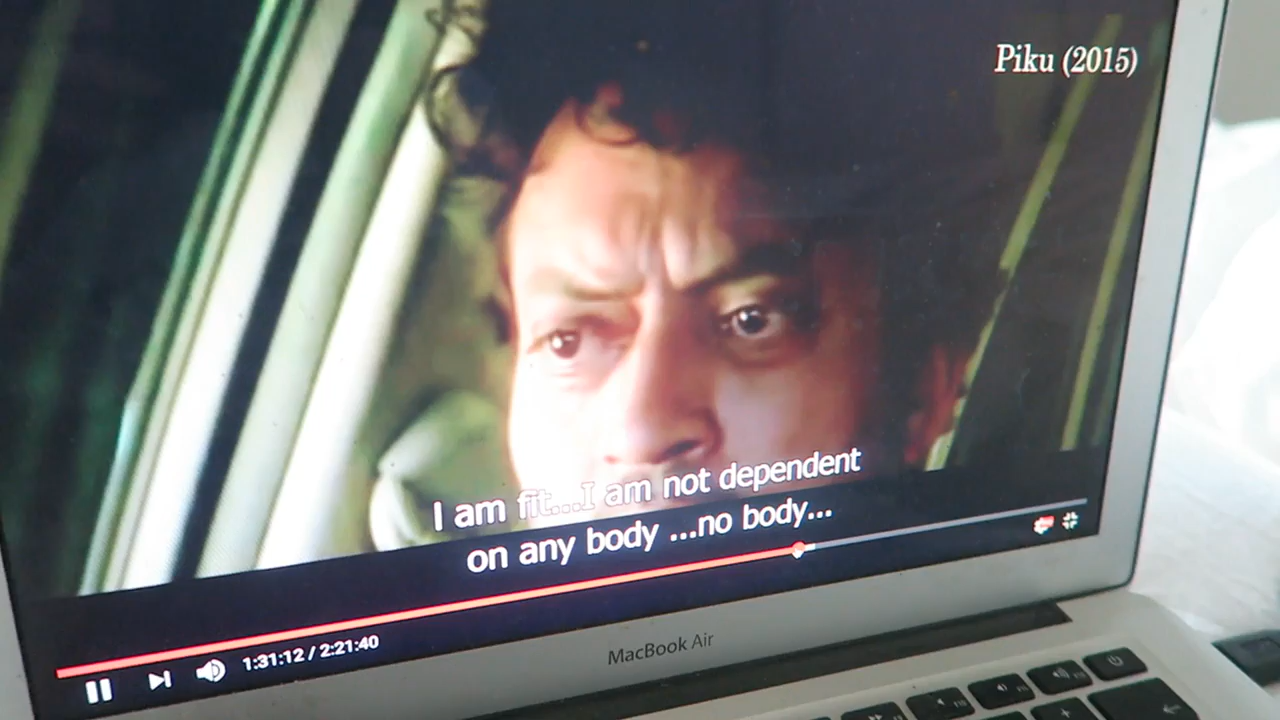 Piku (2015)
I am fit...I am not dependent
on any body ...no body...
1:31:12 / 2:21:40
MacBook Air